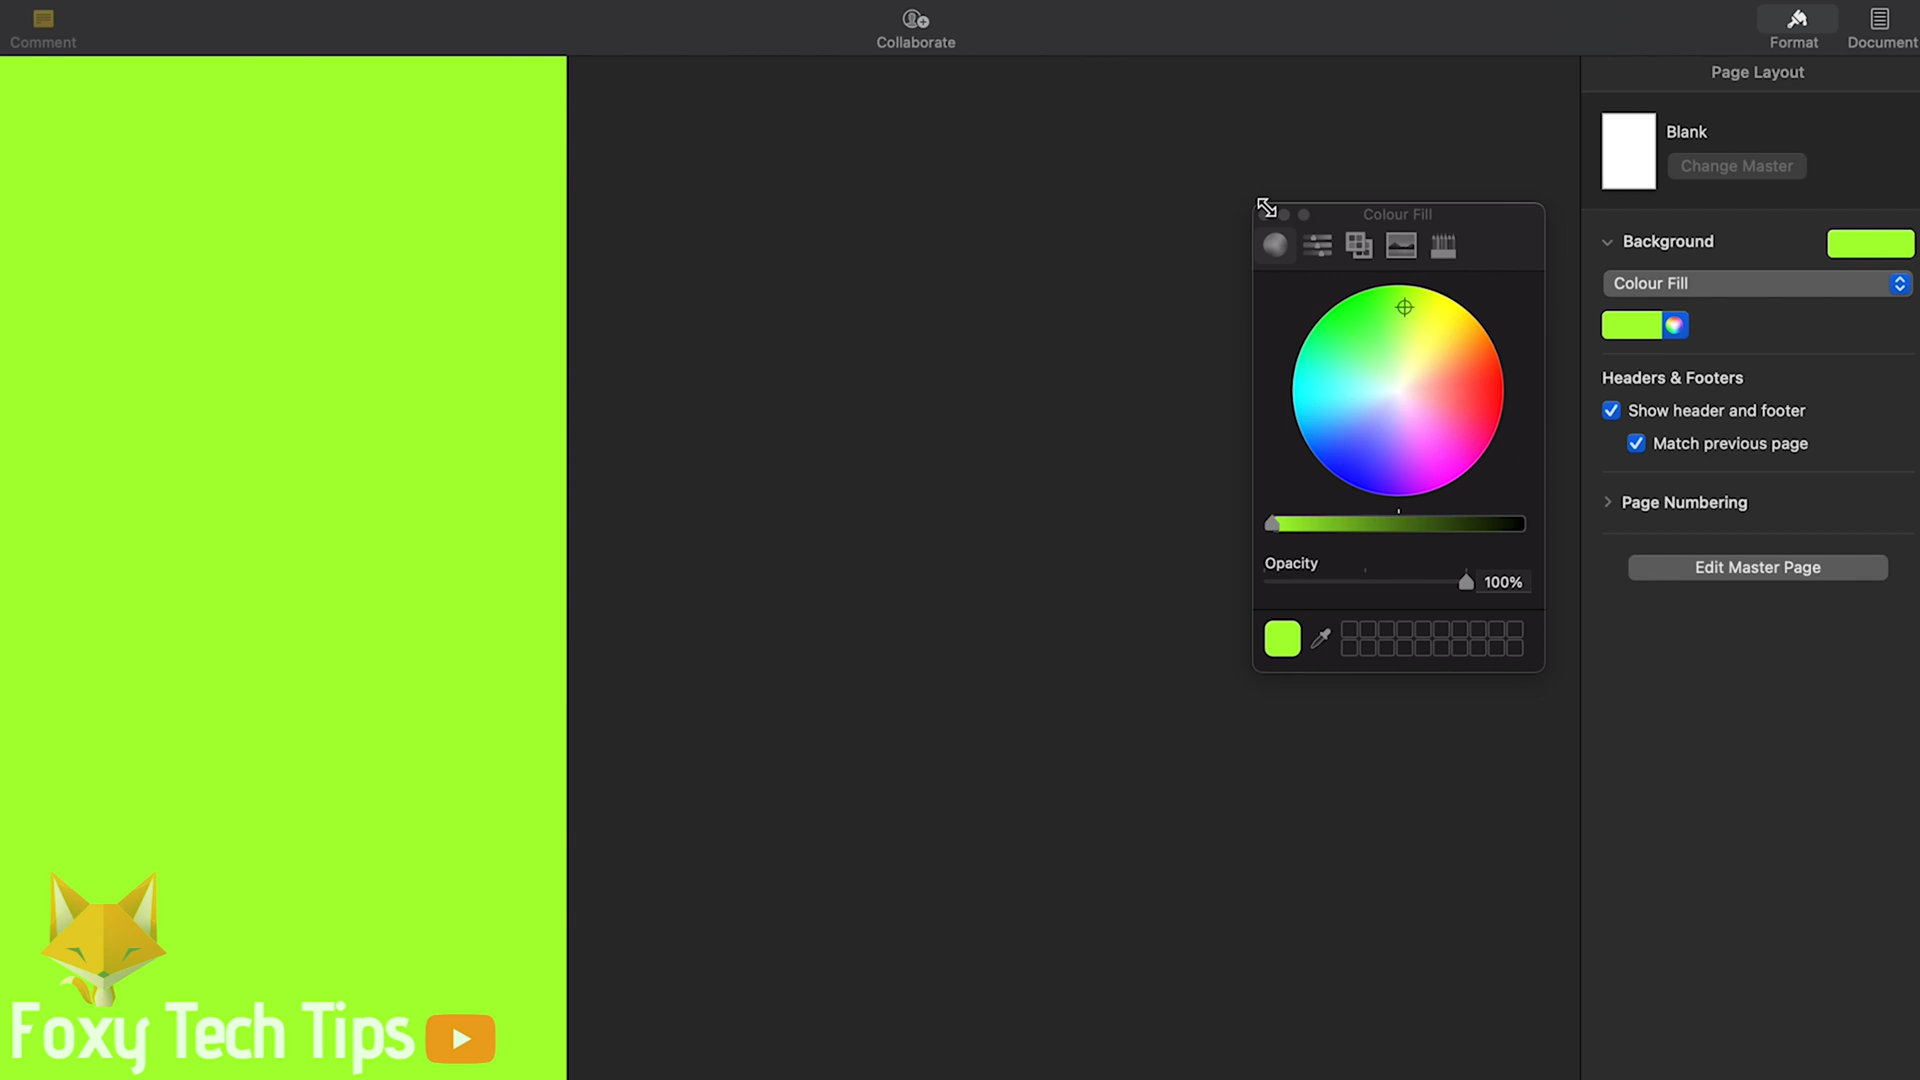 Comment
Collaborate
Format
Document
Page Layout
Blank
Change Master
Colour Fill
Background
Colour Fill
Headers & Footers
Show header and footer
Match previous page
Page Numbering
Edit Master Page
Opacity
100%
Foxy Tech Tips